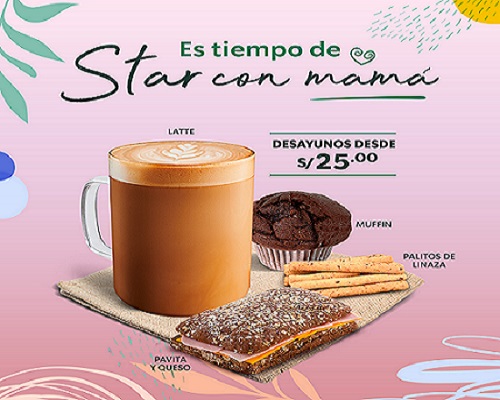 Es tiempo de
Star con mamá
LATTE
DESAYUNOS DESDE
S/25.00
MUFFIN
PALITOS DE
LINAZA
PAVITA
Y QUESO